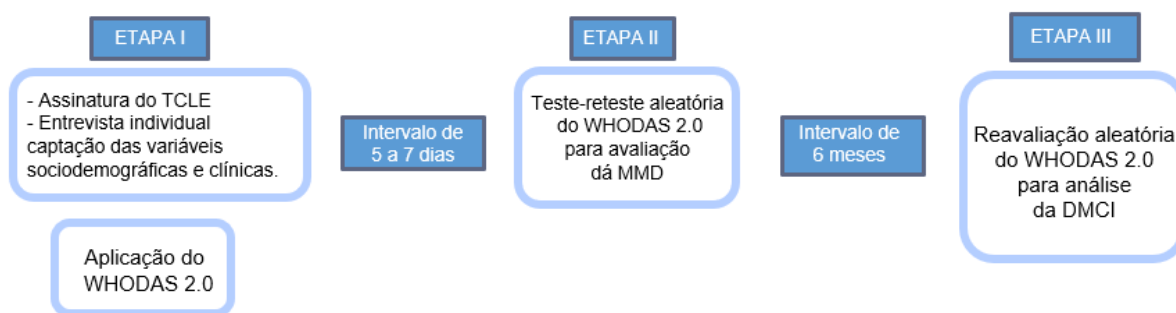 ETAPA I
- Assinatura do TCLE
- Entrevista individual
captação das variáveis
sociodemográficas e clínicas.
Aplicação do
WHODAS 2.0
Intervalo de
5 a 7 dias
ETAPA II
Teste-reteste aleatória
do WHODAS 2.0
para avaliação
dá MMD
Intervalo de
6 meses
ETAPA III
Reavaliação aleatória
do WHODAS 2.0
para análise
da DMCI